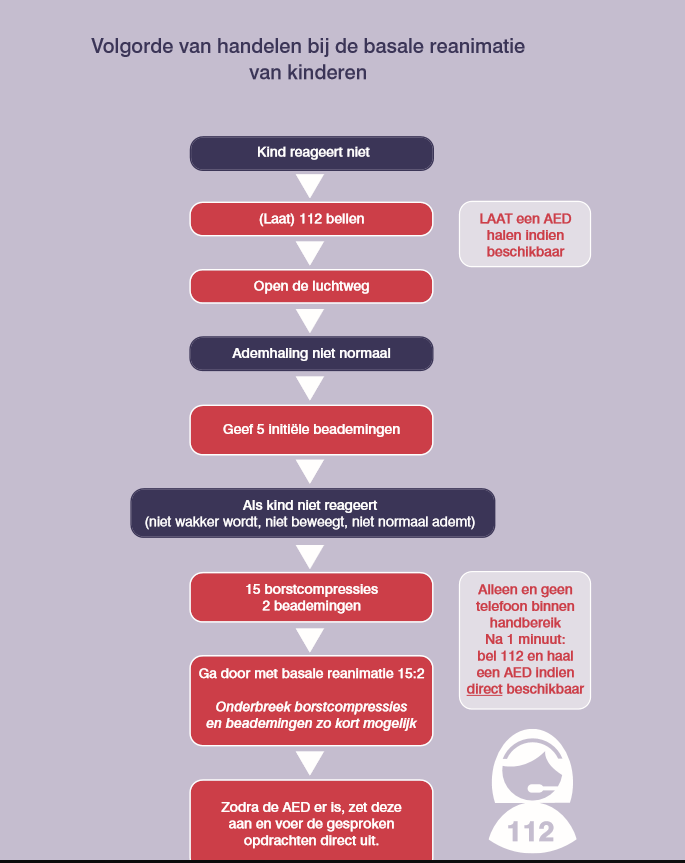 Volgorde van handelen bij de basale reanimatie
van kinderen
Kind reageert niet
(Laat) 112 bellen
LAAT een AED
halen indien
beschikbaar
Open de luchtweg
Ademhaling niet normaal
Geef 5 initiële beademingen
Als kind niet reageert
(niet wakker wordt, niet beweegt, niet normaal ademt)
15 borstcompressies
2 beademingen
Alleen en geen
telefoon binnen
handbereik
Na 1 minuut:
bel 112 en haal
een AED indien
direct beschikbaar
Ga door met basale reanimatie 15:2
Onderbreek borstcompressies
en beademingen zo kort mogelijk
Zodra de AED er is, zet deze
aan en voer de gesproken
opdrachten direct uit.
112